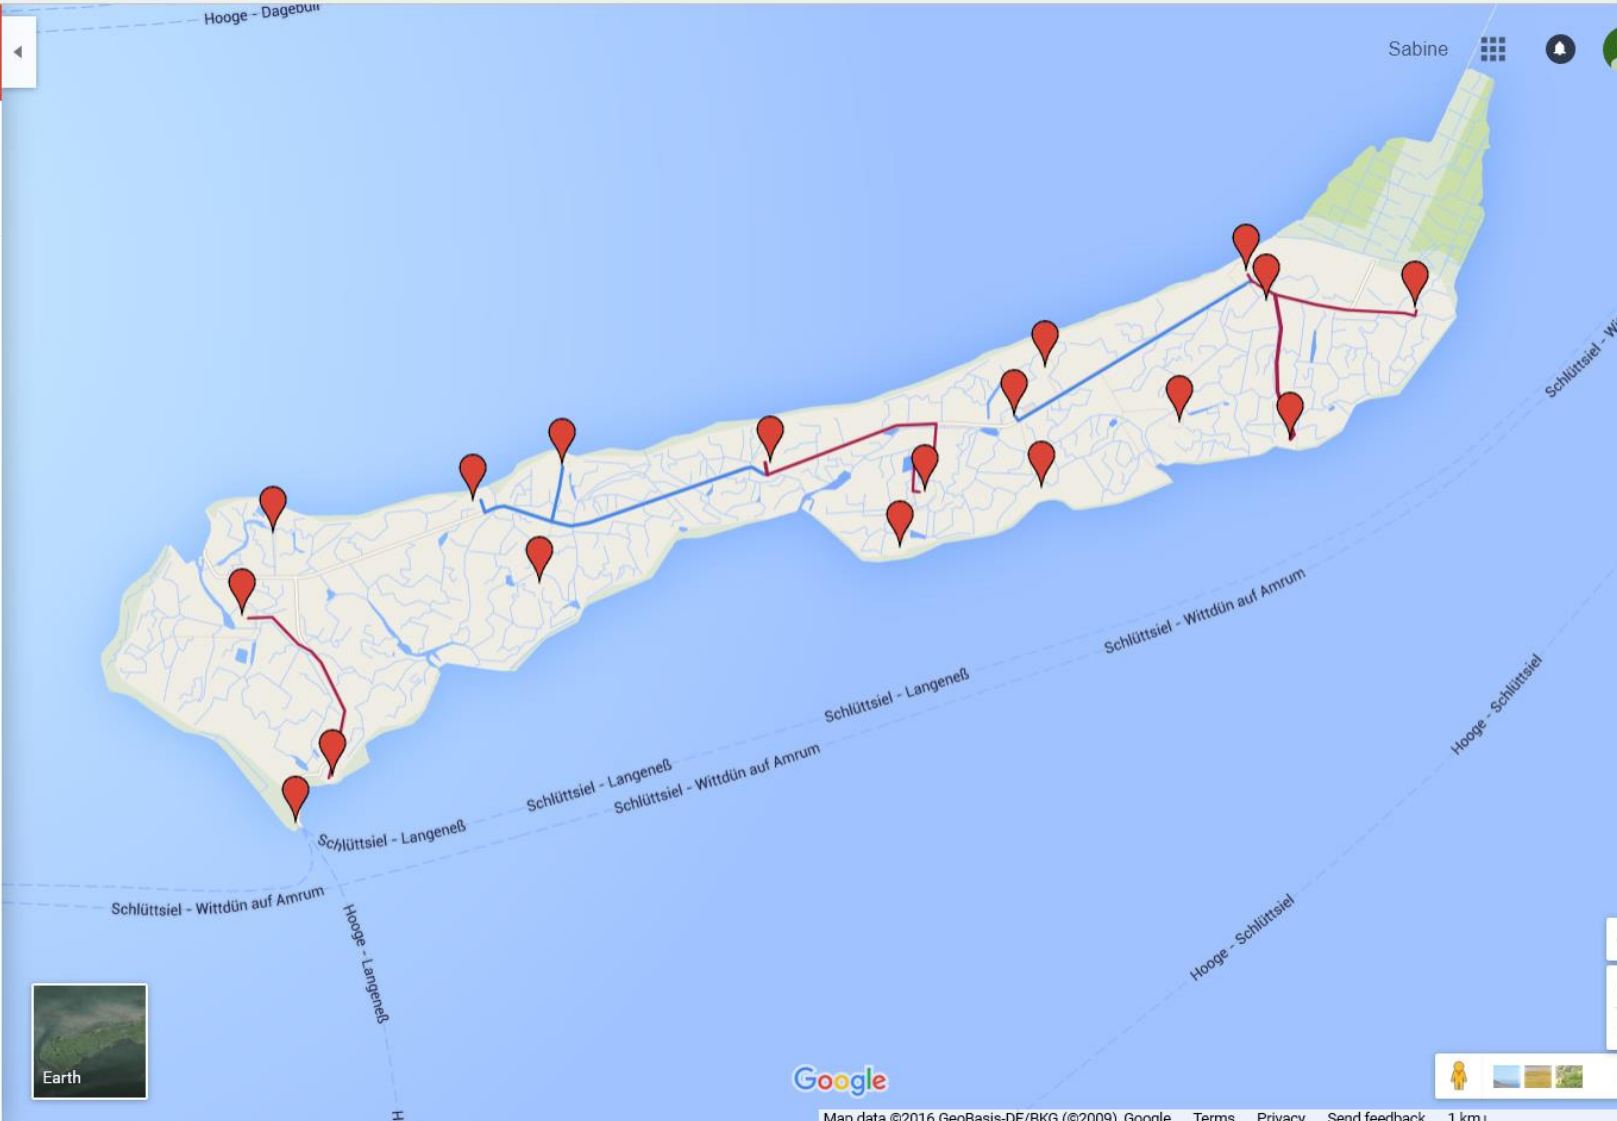 Hooge - Dagebüll
Sabine
Schlüttsiel - Wi
Schlüttsiel - Wittdün auf Amrum
Schlüttsiel - Langeneß
Hooge - Schlüttsiel
Schlüttsiel - Langeneß
Schlüttsiel - Wittdün auf Amrum
Schlüttsiel - Langeneß
Schlüttsiel - Wittdün auf Amrum
Hooge - Langeneß
Hooge - Schlüttsiel
H
Earth
Google
Map data ©2016 GeoBasis-DE/BKG (©2009), Google Terms Privacy Send feedback 1 km